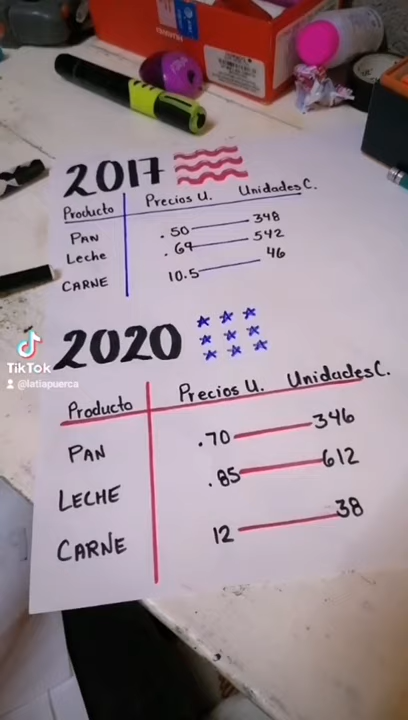 2017
Producto Precios U. Unidades C.
PAN .50 348
Leche .69 542
CARNE 10.5 46
2020
Producto Precios U. Unidades C.
PAN .70 346
LECHE .85 612
CARNE 12 38
TikTok
@latiapuerca